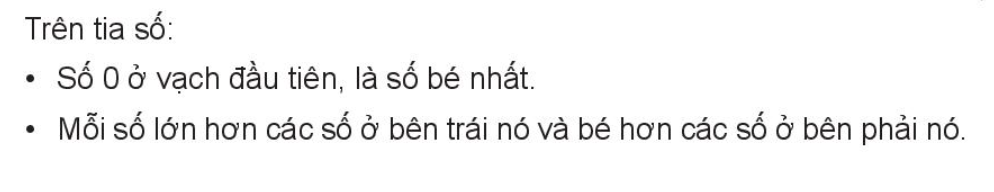 Trên tia số:
• Số 0 ở vạch đầu tiên, là số bé nhất.
• Mỗi số lớn hơn các số ở bên trái nó và bé hơn các số ở bên phải nó.